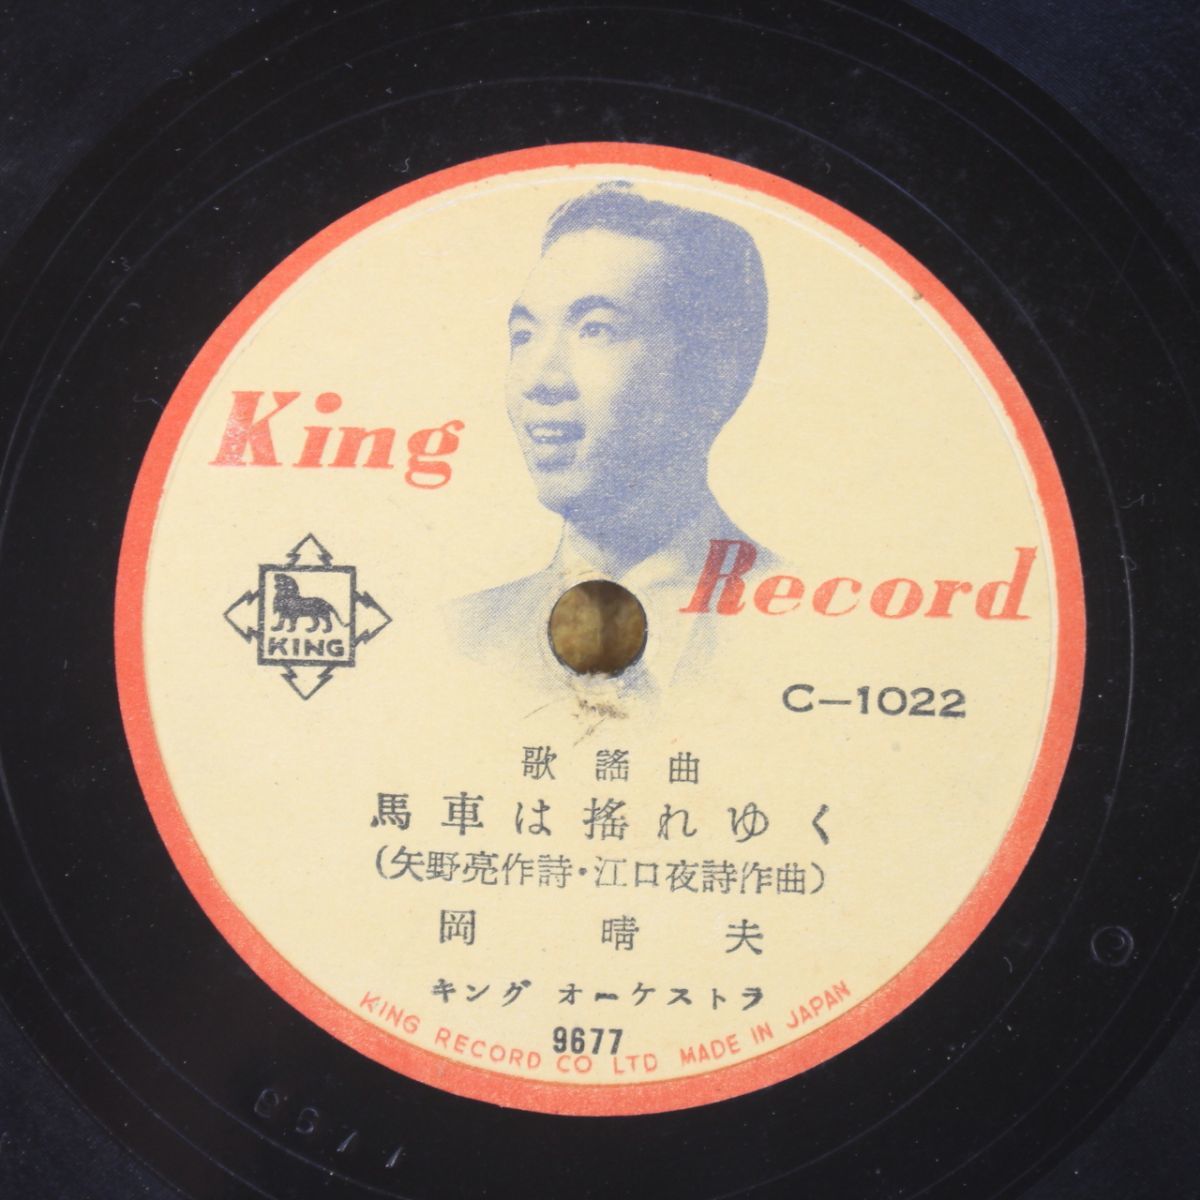 King
Record
KING
C-1022
歌謡曲
馬車は搖れゆく
(矢野亮作詩・江口夜詩作曲)
岡晴夫
キング オーケストラ
9677
KING RECORD CO LTD MADE IN JAPAN